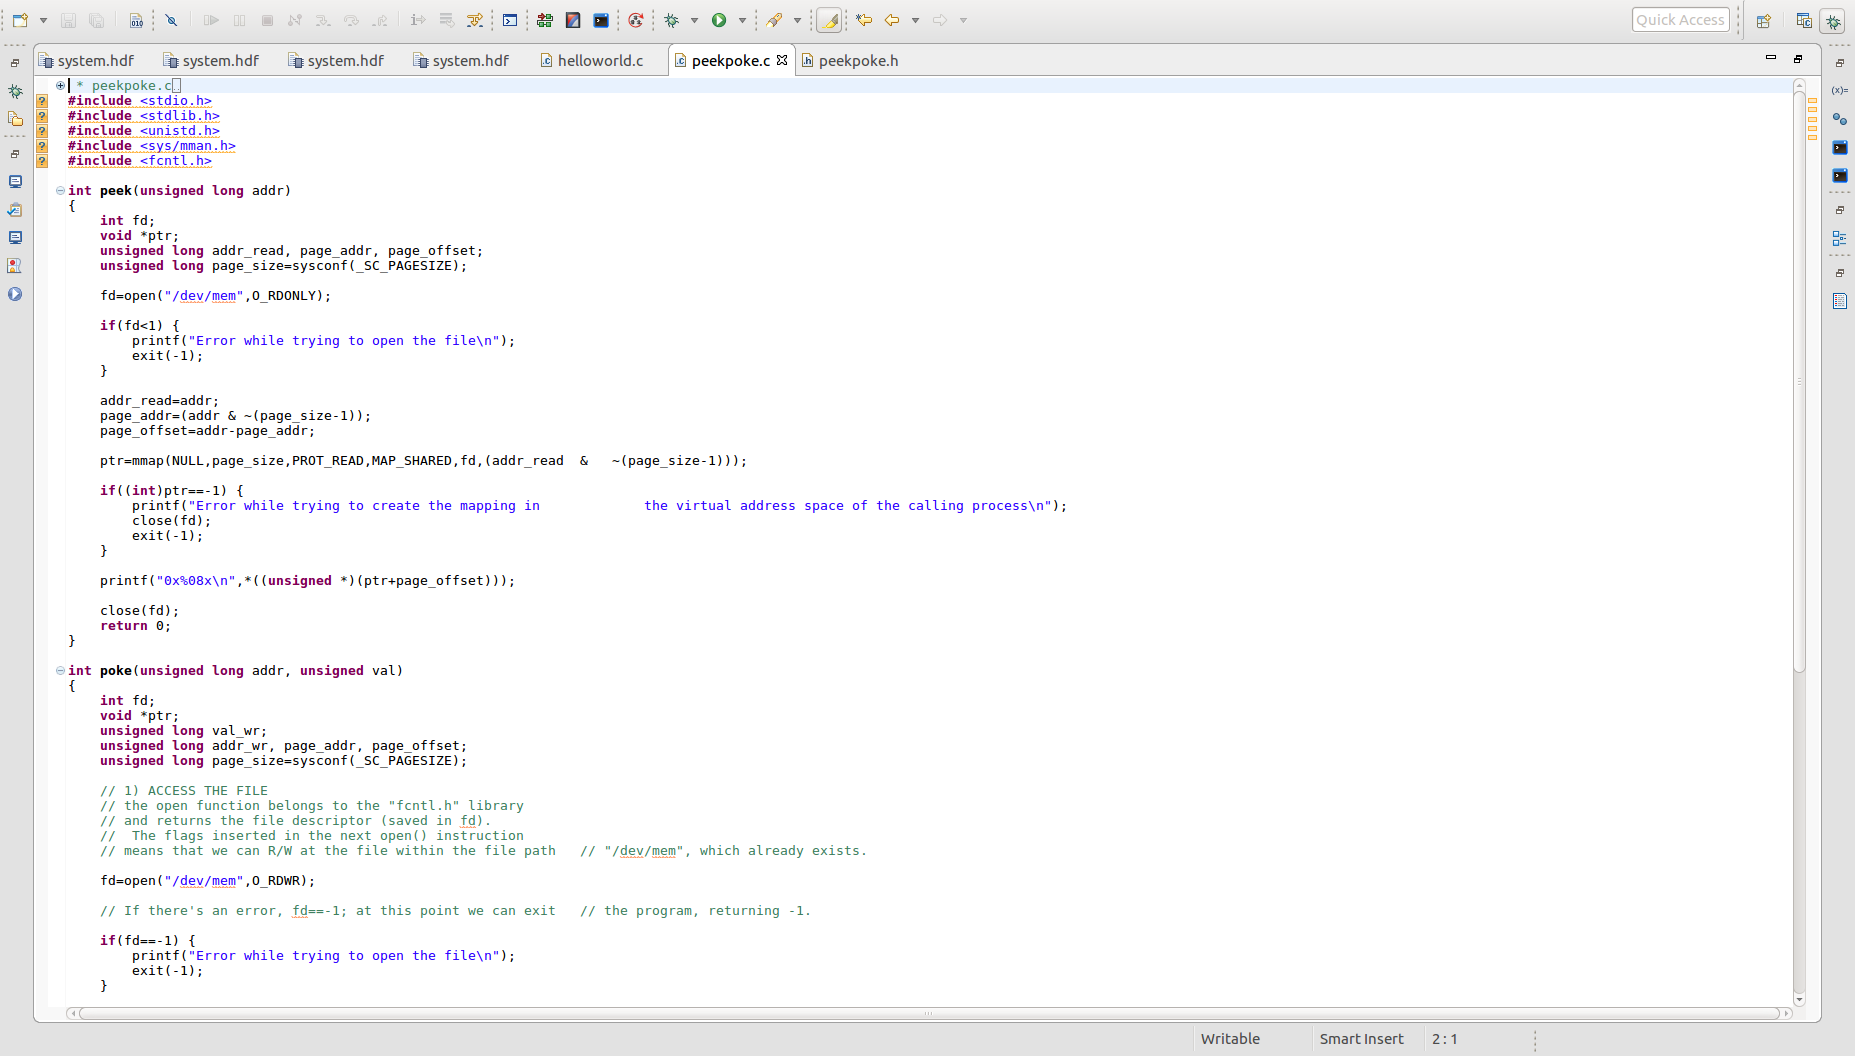 Quick Access
system.hdf system.hdf system.hdf system.hdf helloworld.c peekpoke.c peekpoke.h
* peekpoke.c
#include <stdio.h>
#include <stdlib.h>
#include <unistd.h>
#include <sys/mman.h>
#include <fcntl.h>
int peek(unsigned long addr)
{
int fd;
void *ptr;
unsigned long addr_read, page_addr, page_offset;
unsigned long page_size=sysconf(_SC_PAGESIZE);
fd=open("/dev/mem",O_RDONLY);
if(fd<1) {
printf("Error while trying to open the file\n");
exit(-1);
}
addr_read=addr;
page_addr=(addr & ~(page_size-1));
page_offset=addr-page_addr;
ptr=mmap(NULL,page_size,PROT_READ,MAP_SHARED,fd,(addr_read  &   ~(page_size-1)));
if((int)ptr==-1) {
printf("Error while trying to create the mapping in             the virtual address space of the calling process\n");
close(fd);
exit(-1);
}
printf("0x%08x\n",*((unsigned *)(ptr+page_offset)));
close(fd);
return 0;
}
int poke(unsigned long addr, unsigned val)
{
int fd;
void *ptr;
unsigned long val_wr;
unsigned long addr_wr, page_addr, page_offset;
unsigned long page_size=sysconf(_SC_PAGESIZE);
// 1) ACCESS THE FILE
// the open function belongs to the "fcntl.h" library
// and returns the file descriptor (saved in fd).
//  The flags inserted in the next open() instruction
// means that we can R/W at the file within the file path   // "/dev/mem", which already exists.
fd=open("/dev/mem",O_RDWR);
// If there's an error, fd==-1; at this point we can exit   // the program, returning -1.
if(fd==-1) {
printf("Error while trying to open the file\n");
exit(-1);
}
Writable Smart Insert 2 : 1